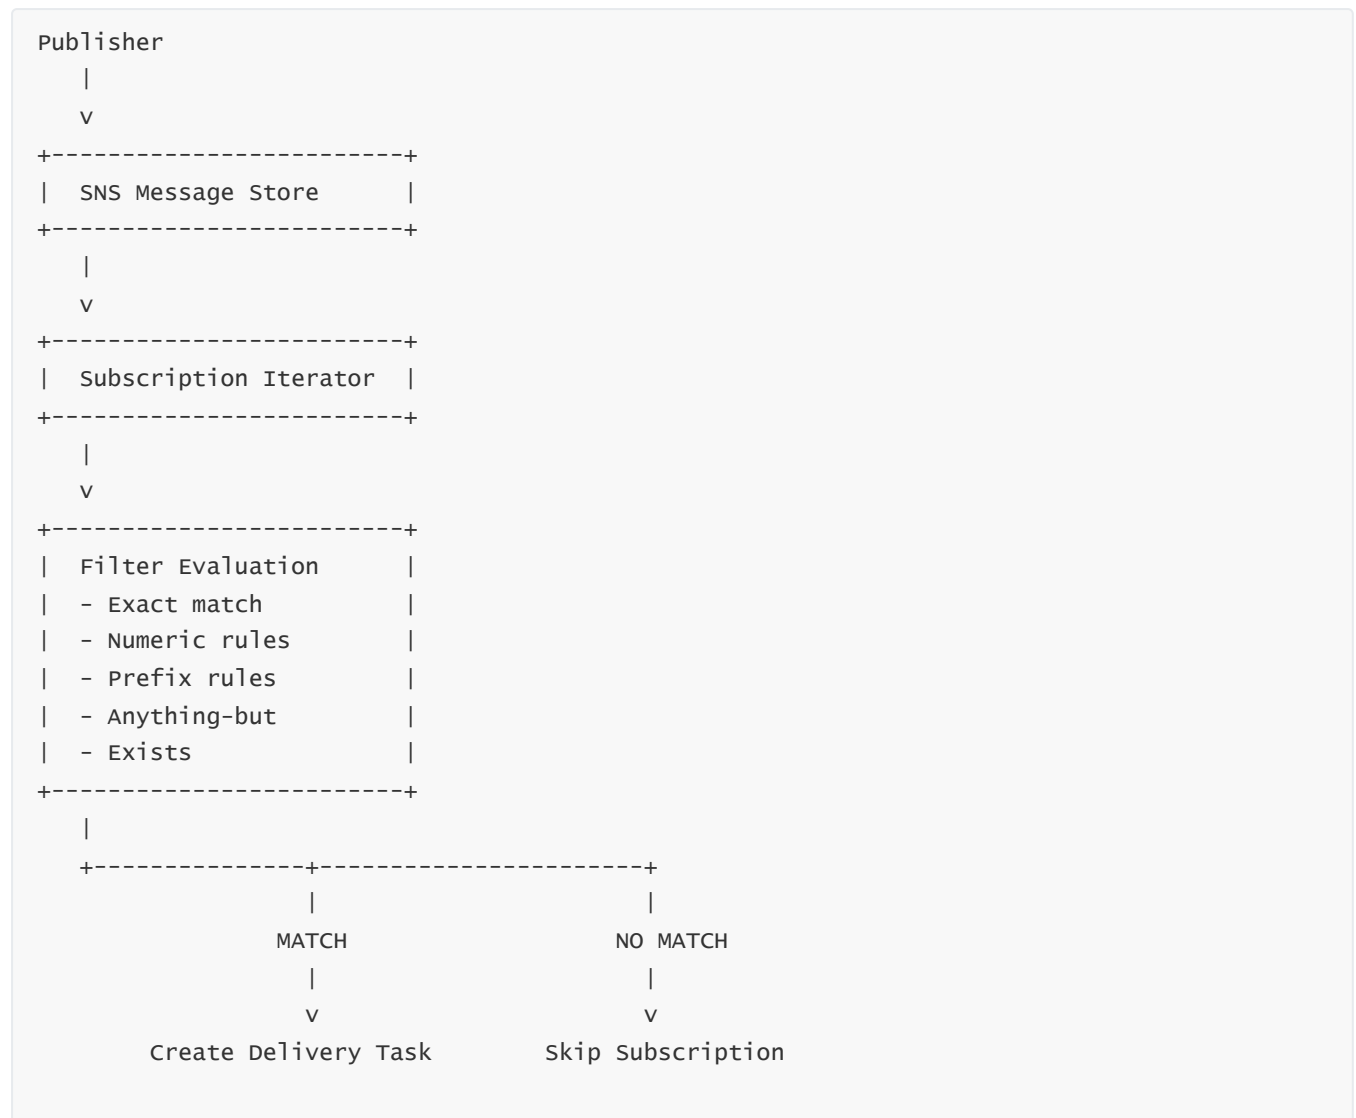 Publisher
   |
   v
+-------------------------+
|  SNS Message Store      |
+-------------------------+
   |
   v
+-------------------------+
|  Subscription Iterator  |
+-------------------------+
   |
   v
+-------------------------+
|  Filter Evaluation      |
|  - Exact match          |
|  - Numeric rules        |
|  - Prefix rules         |
|  - Anything-but         |
|  - Exists               |
+-------------------------+
   |
   +---------------+-----------------------+
                   |                       |
                 MATCH                   NO MATCH
                   |                       |
                   v                       v
        Create Delivery Task        Skip Subscription